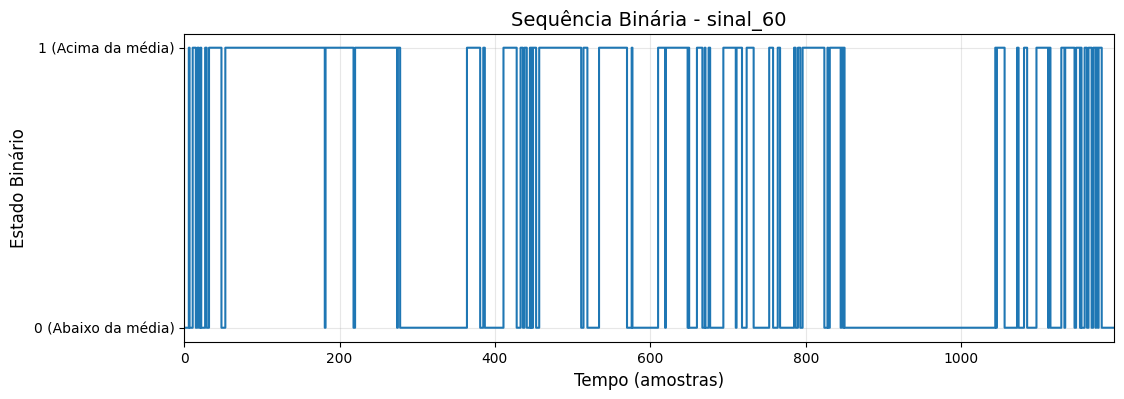 Sequência Binária - sinal_60
1 (Acima da média)
Estado Binário
0 (Abaixo da média)
0 200 400 600 800 1000
Tempo (amostras)